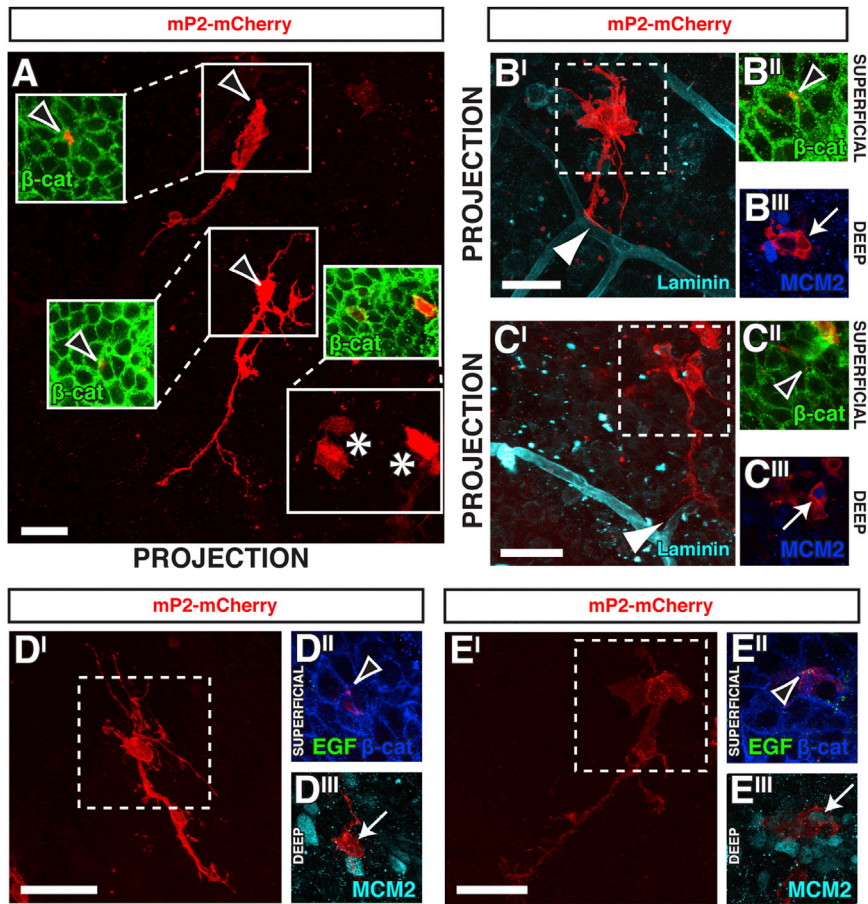 mP2-mCherry
A
β-cat
β-cat
β-cat
*
*
PROJECTION
mP2-mCherry
PROJECTION
Bᴵ
Laminin
Bᴵᴵ
β-cat
SUPERFICIAL
Bᴵᴵᴵ
MCM2
DEEP
PROJECTION
Cᴵ
Laminin
Cᴵᴵ
β-cat
SUPERFICIAL
Cᴵᴵᴵ
MCM2
DEEP
mP2-mCherry
Dᴵ
SUPERFICIAL
Dᴵᴵ
EGF β-cat
DEEP
Dᴵᴵᴵ
MCM2
mP2-mCherry
Eᴵ
SUPERFICIAL
Eᴵᴵ
EGF β-cat
DEEP
Eᴵᴵᴵ
MCM2